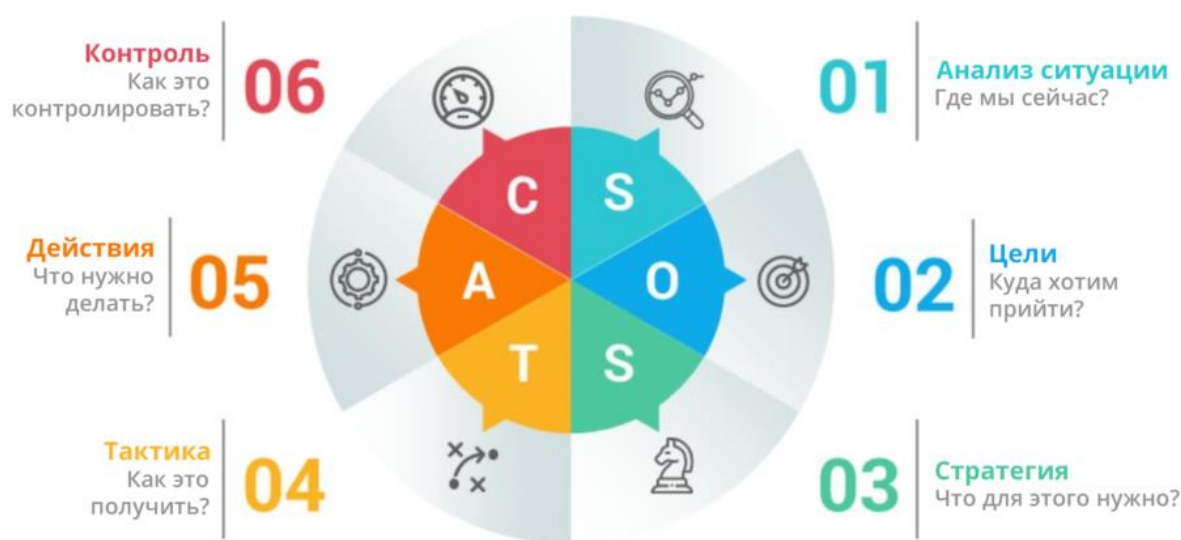 01
Анализ ситуации
Где мы сейчас?
02
Цели
Куда хотим
прийти?
03
Стратегия
Что для этого нужно?
04
Тактика
Как это
получить?
05
Действия
Что нужно
делать?
06
Контроль
Как это
контролировать?
S
O
S
T
A
C